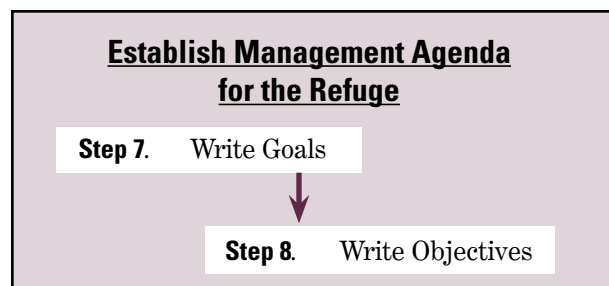 Establish Management Agenda
for the Refuge
Step 7. Write Goals
Step 8. Write Objectives